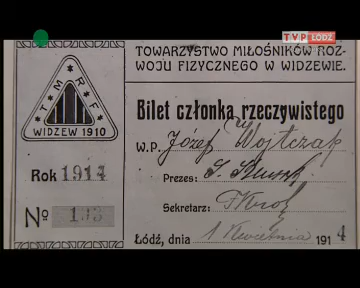 TVP ŁÓDŹ
TOWARZYSTWO MIŁOŚNIKÓW ROZ-
WOJU FIZYCZNEGO W WIDZEWIE.
T M R F
WIDZEW 1910
Rok 1914
No
Bilet członka rzeczywistego
W.P. Józef Wojtczak
Prezes: S.
Sekretarz:
Łódź, dnia 1 Kwietnia 1914